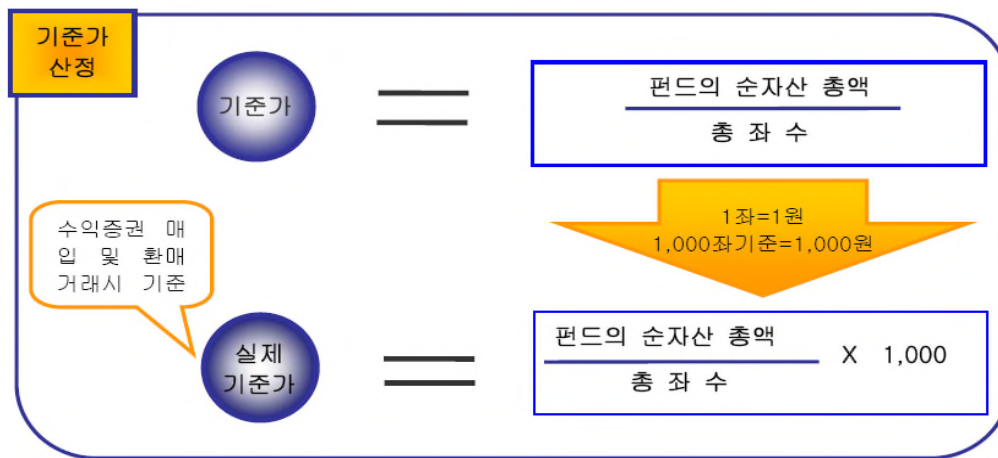 기준가
산정
기준가
펀드의 순자산 총액
총 좌 수
1좌=1원
1,000좌기준=1,000원
수익증권 매
입 및 환매
거래시 기준
실제
기준가
펀드의 순자산 총액
총 좌 수
X 1,000